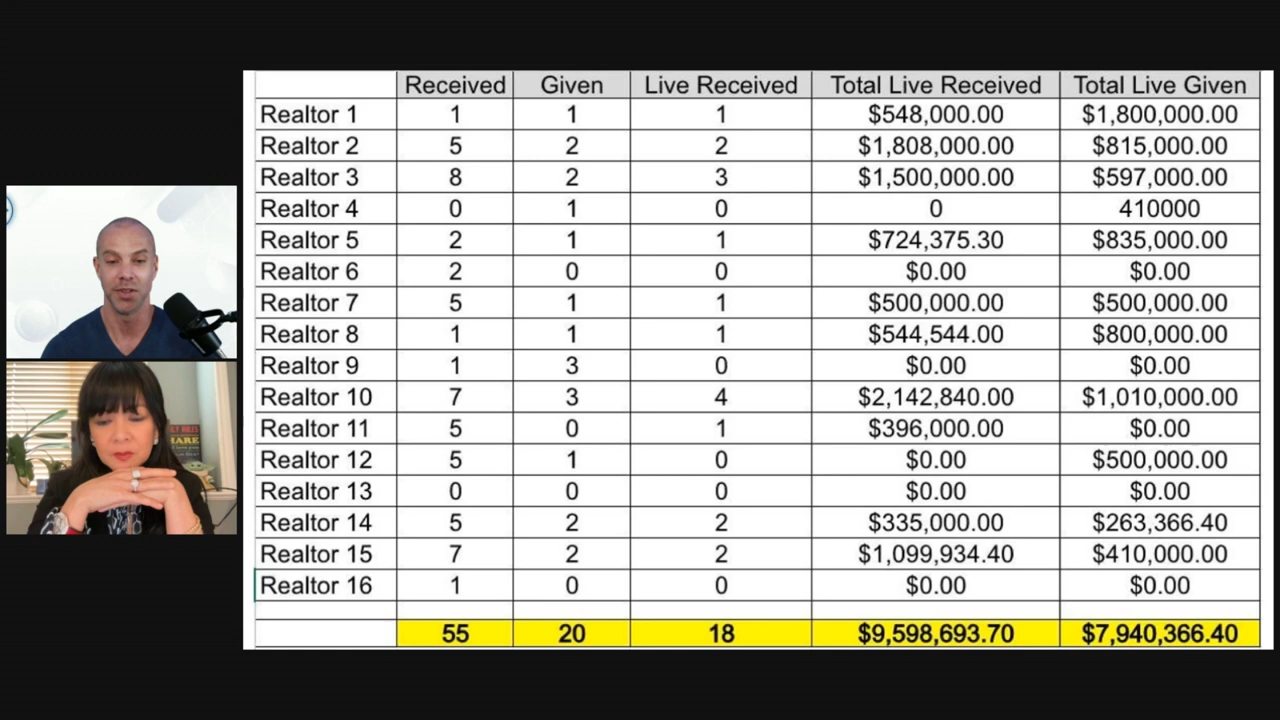 Received Given Live Received Total Live Received Total Live Given
Realtor 1 1 1 1 $548,000.00 $1,800,000.00
Realtor 2 5 2 2 $1,808,000.00 $815,000.00
Realtor 3 8 2 3 $1,500,000.00 $597,000.00
Realtor 4 0 1 0 0 410000
Realtor 5 2 1 1 $724,375.30 $835,000.00
Realtor 6 2 0 0 $0.00 $0.00
Realtor 7 5 1 1 $500,000.00 $500,000.00
Realtor 8 1 1 1 $544,544.00 $800,000.00
Realtor 9 1 3 0 $0.00 $0.00
Realtor 10 7 3 4 $2,142,840.00 $1,010,000.00
Realtor 11 5 0 1 $396,000.00 $0.00
Realtor 12 5 1 0 $0.00 $500,000.00
Realtor 13 0 0 0 $0.00 $0.00
Realtor 14 5 2 2 $335,000.00 $263,366.40
Realtor 15 7 2 2 $1,099,934.40 $410,000.00
Realtor 16 1 0 0 $0.00 $0.00
55 20 18 $9,598,693.70 $7,940,366.40